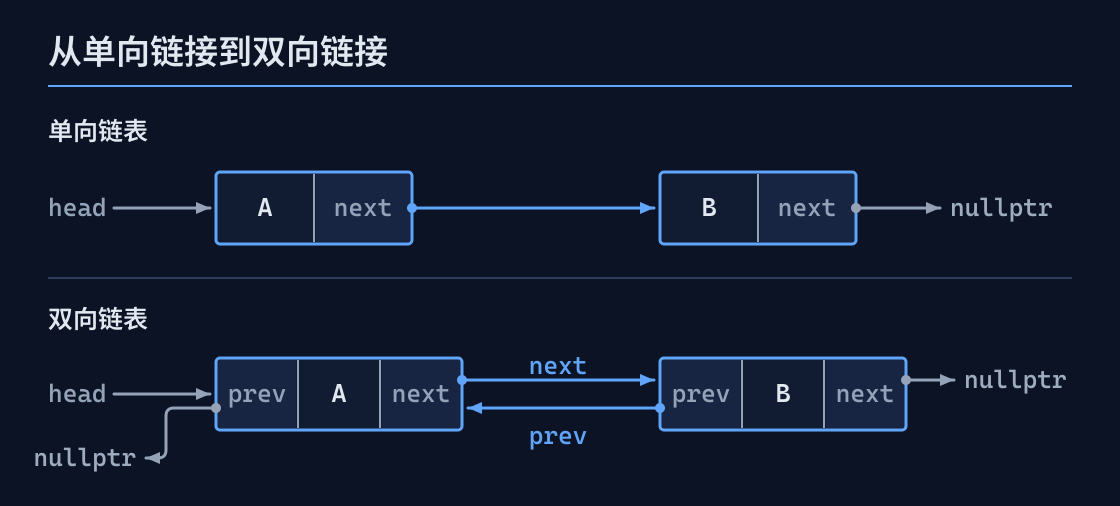 从单向链接到双向链接
单向链表
head A next B next nullptr
双向链表
next
head prev A next prev B next nullptr
prev
nullptr